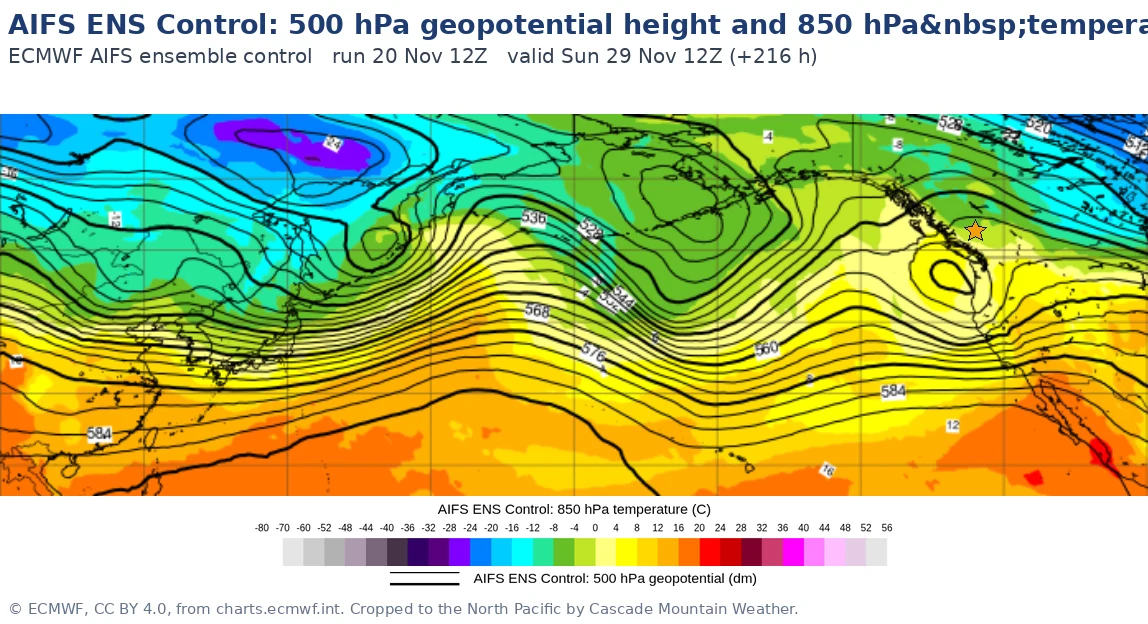 AIFS ENS Control: 500 hPa geopotential height and 850 hPa&nbsp;tempera
ECMWF AIFS ensemble control run 20 Nov 12Z valid Sun 29 Nov 12Z (+216 h)
-24
-4
528
520
-8
-12
536
528
544
568
576
560
584
584
12
16
AIFS ENS Control: 850 hPa temperature (C)
-80 -70 -60 -52 -48 -44 -40 -36 -32 -28 -24 -20 -16 -12 -8 -4 0 4 8 12 16 20 24 28 32 36 40 44 48 52 56
AIFS ENS Control: 500 hPa geopotential (dm)
© ECMWF, CC BY 4.0, from charts.ecmwf.int. Cropped to the North Pacific by Cascade Mountain Weather.